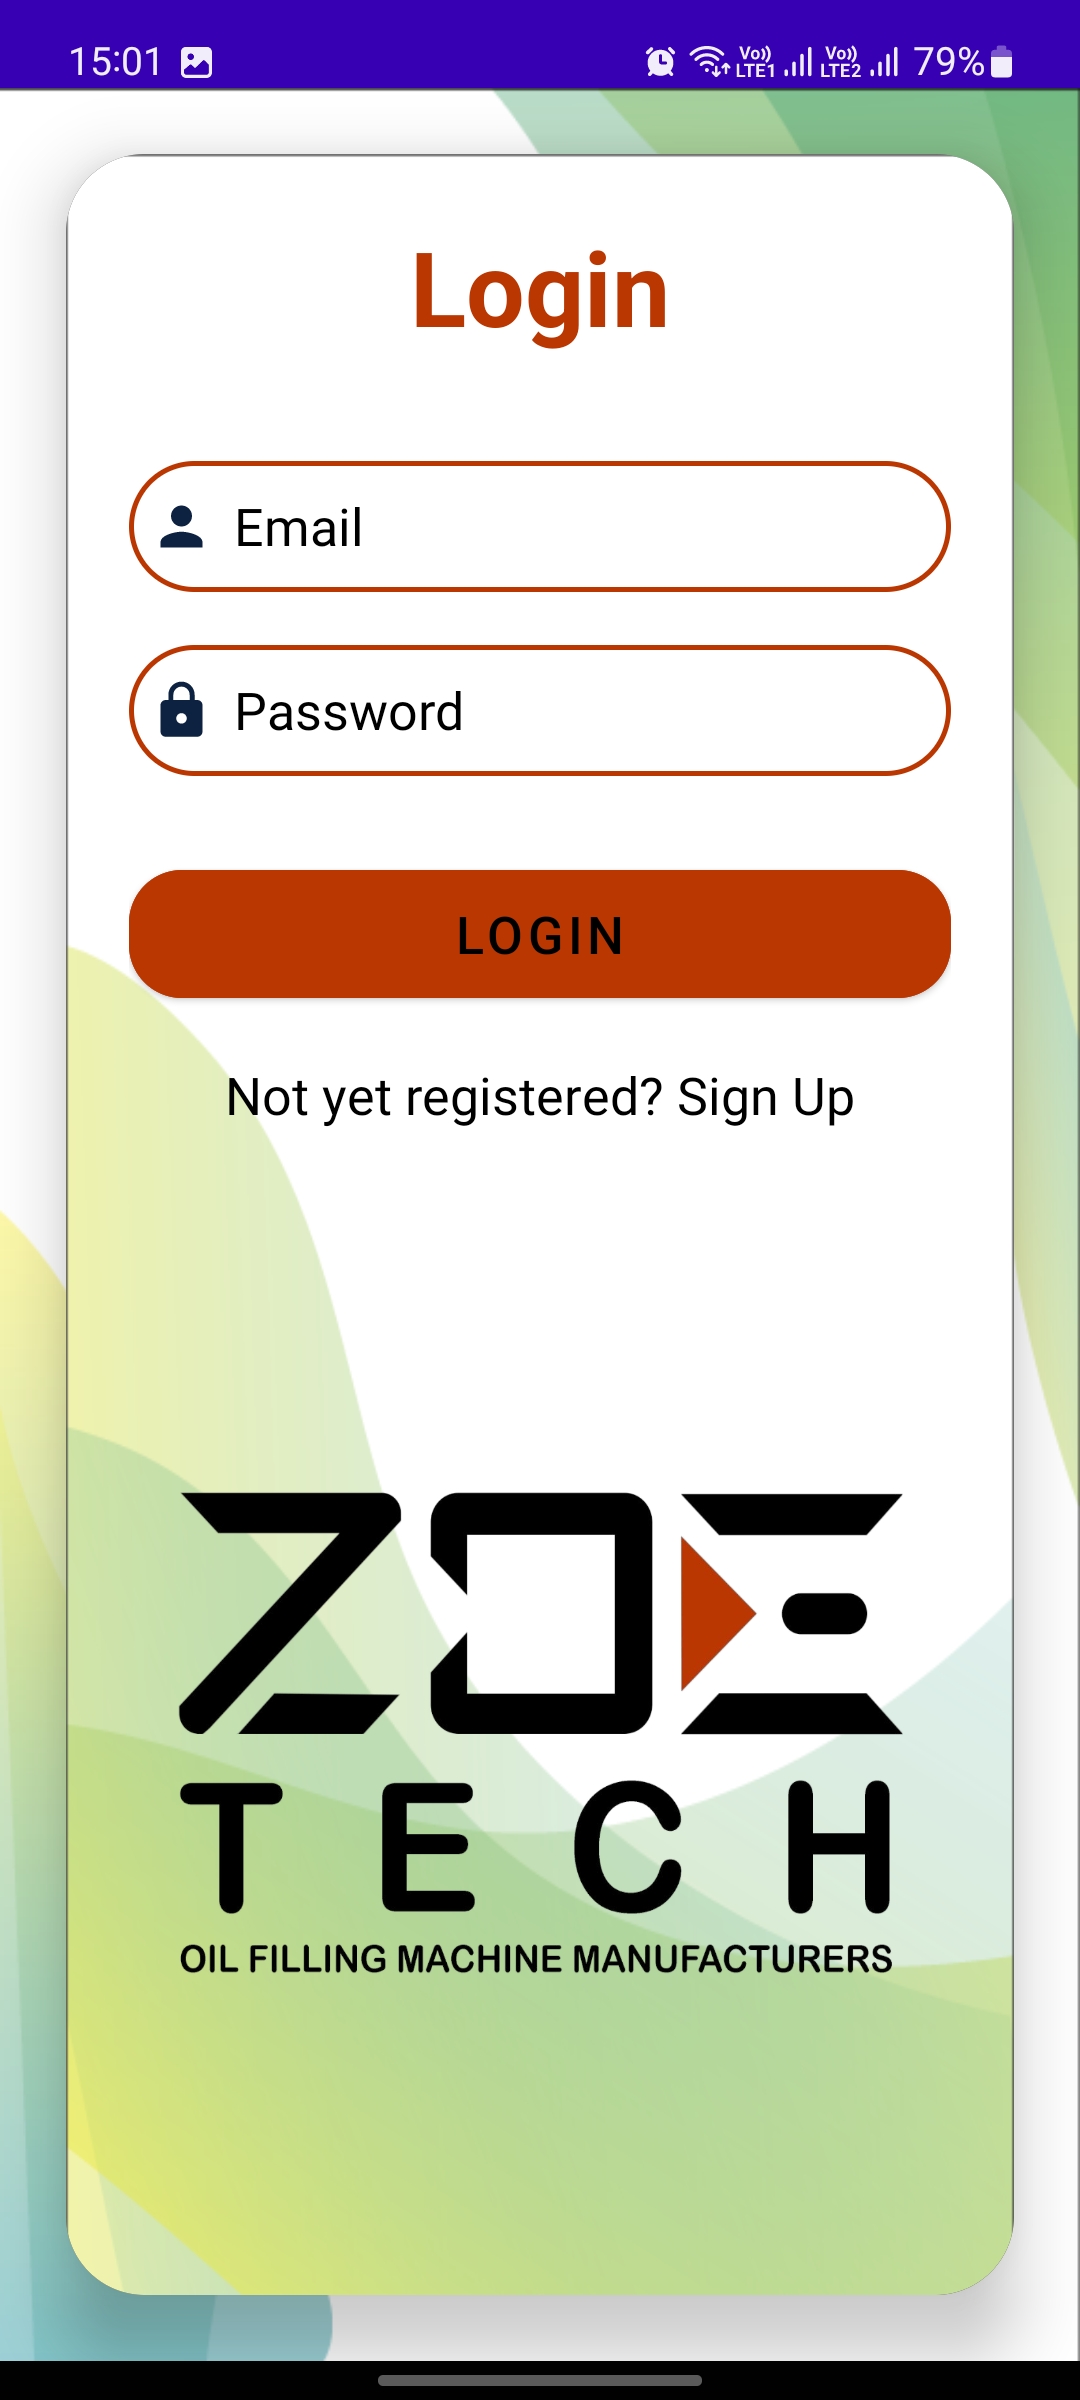 15:01 Vo)) LTE1 Vo)) LTE2 79%
Login
Email
Password
LOGIN
Not yet registered? Sign Up
ZOE
TECH
OIL FILLING MACHINE MANUFACTURERS